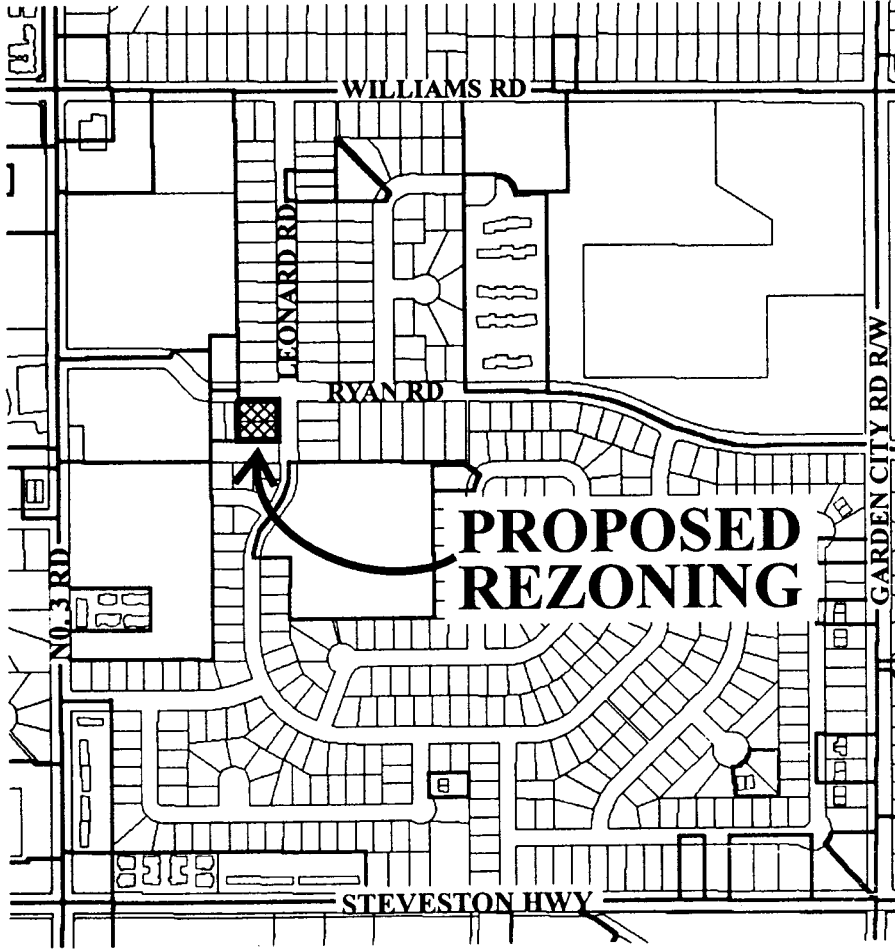 WILLIAMS RD
LEONARD RD
RYAN RD
GARDEN CITY RD R/W
PROPOSED
REZONING
NO. 3 RD
STEVESTON HWY